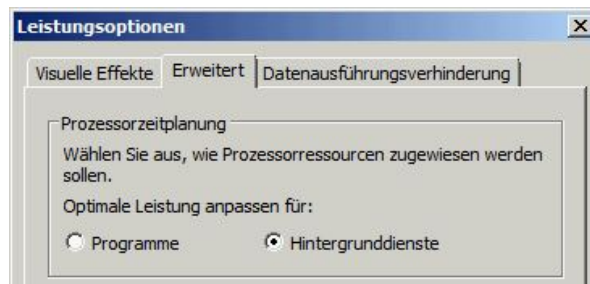 Leistungsoptionen
Visuelle Effekte Erweitert Datenausführungsverhinderung
Prozessorzeitplanung
Wählen Sie aus, wie Prozessorressourcen zugewiesen werden
sollen.
Optimale Leistung anpassen für:
Programme Hintergrunddienste